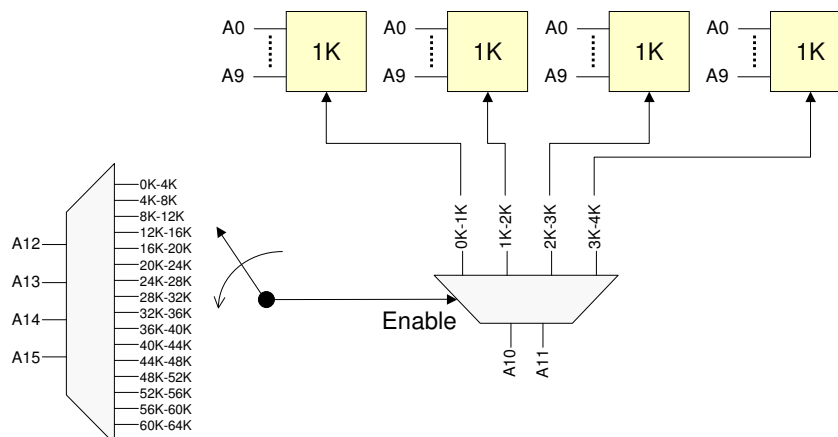 A0
A9
1K
A0
A9
1K
A0
A9
1K
A0
A9
1K
0K-1K
1K-2K
2K-3K
3K-4K
Enable
A10
A11
A12
A13
A14
A15
0K-4K
4K-8K
8K-12K
12K-16K
16K-20K
20K-24K
24K-28K
28K-32K
32K-36K
36K-40K
40K-44K
44K-48K
48K-52K
52K-56K
56K-60K
60K-64K